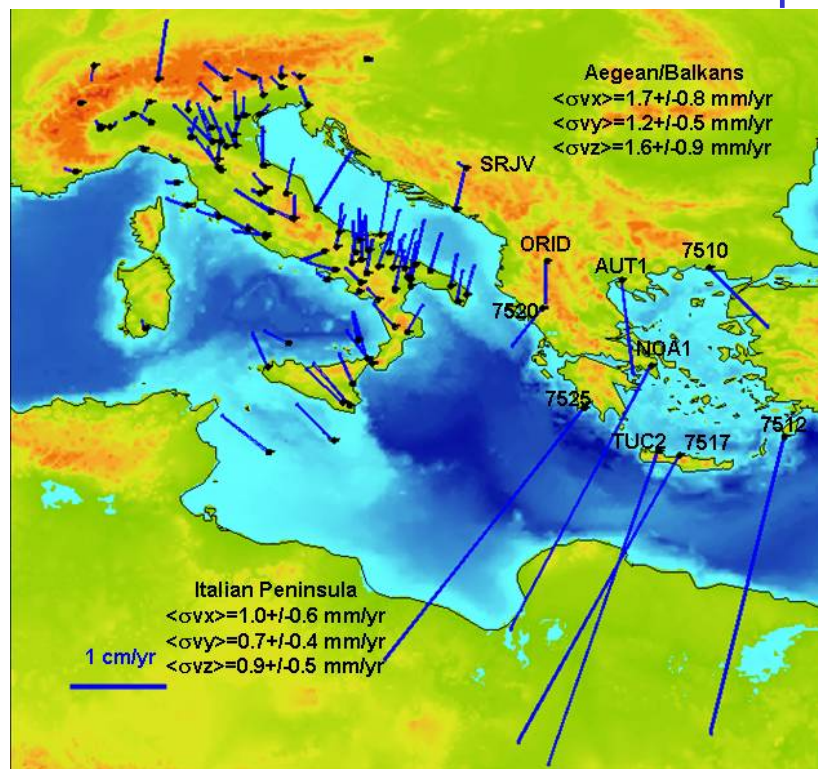 Aegean/Balkans
<σvx>=1.7+/-0.8 mm/yr
<σvy>=1.2+/-0.5 mm/yr
<σvz>=1.6+/-0.9 mm/yr
SRJV
ORID
AUT1
7510
7520
NOA1
7525
7512
TUC2
7517
Italian Peninsula
<σvx>=1.0+/-0.6 mm/yr
<σvy>=0.7+/-0.4 mm/yr
<σvz>=0.9+/-0.5 mm/yr
1 cm/yr